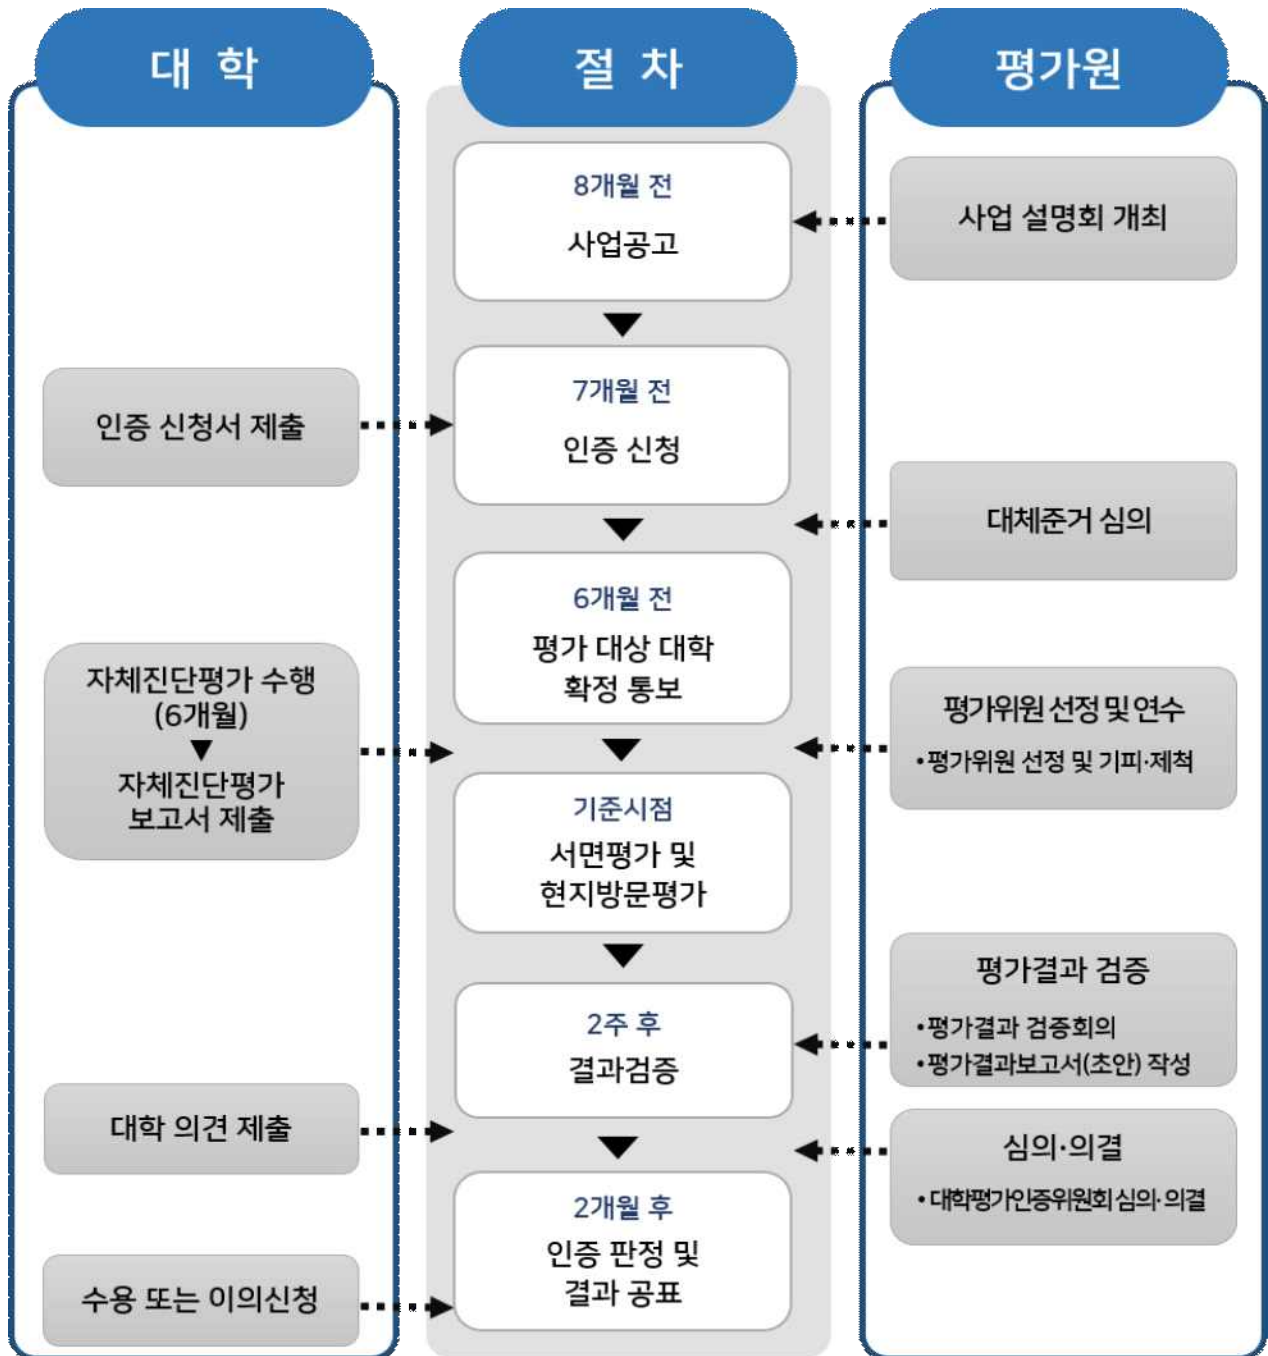 대 학
절 차
평가원
8개월 전
사업공고
사업 설명회 개최
7개월 전
인증 신청
인증 신청서 제출
대체준거 심의
6개월 전
평가 대상 대학
확정 통보
자체진단평가 수행
(6개월)
▼
자체진단평가
보고서 제출
평가위원 선정 및 연수
•평가위원 선정 및 기피·제척
기준시점
서면평가 및
현지방문평가
2주 후
결과검증
평가결과 검증
•평가결과 검증회의
•평가결과보고서(초안) 작성
대학 의견 제출
심의·의결
•대학평가인증위원회 심의·의결
2개월 후
인증 판정 및
결과 공표
수용 또는 이의신청